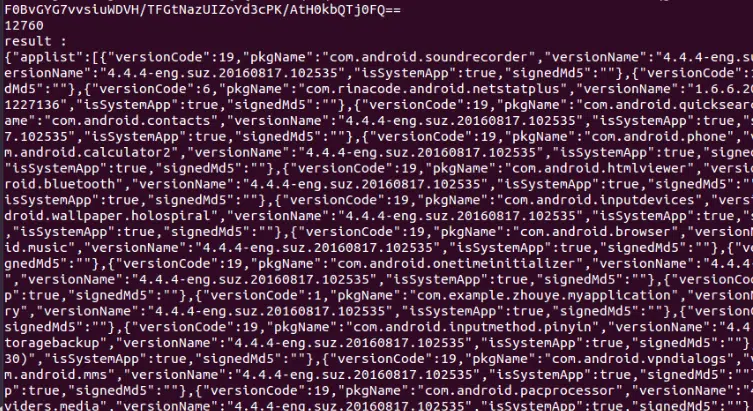 F0BvGYG7vvsiuWDVH/TFGtNazUIZoYd3cPK/AtH0kbQTj0FQ==
12760
result :
{"applist":[{"versionCode":19,"pkgName":"com.android.soundrecorder","versionName":"4.4.4-eng.su
ersionName":"4.4.4-eng.suz.20160817.102535","isSystemApp":true,"signedMd5":""},{"versionCode":
dMd5":""},{"versionCode":6,"pkgName":"com.rinacode.android.netstatplus","versionName":"1.6.6.20
1227136","isSystemApp":true,"signedMd5":""},{"versionCode":19,"pkgName":"com.android.quicksear
ame":"com.android.contacts","versionName":"4.4.4-eng.suz.20160817.102535","isSystemApp":true,"s
7.102535","isSystemApp":true,"signedMd5":""},{"versionCode":19,"pkgName":"com.android.phone","v
m.android.calculator2","versionName":"4.4.4-eng.suz.20160817.102535","isSystemApp":true,"signed
"isSystemApp":true,"signedMd5":""},{"versionCode":19,"pkgName":"com.android.htmlviewer","versio
roid.bluetooth","versionName":"4.4.4-eng.suz.20160817.102535","isSystemApp":true,"signedMd5":""
isSystemApp":true,"signedMd5":""},{"versionCode":19,"pkgName":"com.android.inputdevices","vers
droid.wallpaper.holospiral","versionName":"4.4.4-eng.suz.20160817.102535","isSystemApp":true,"
,"isSystemApp":true,"signedMd5":""},{"versionCode":19,"pkgName":"com.android.browser","version
id.music","versionName":"4.4.4-eng.suz.20160817.102535","isSystemApp":true,"signedMd5":""},{"v
gnedMd5":""},{"versionCode":19,"pkgName":"com.android.onetimeinitializer","versionName":"4.4.4-
","versionName":"4.4.4-eng.suz.20160817.102535","isSystemApp":true,"signedMd5":""},{"versionCod
p":true,"signedMd5":""},{"versionCode":1,"pkgName":"com.example.zhouye.myapplication","version
ry","versionName":"4.4.4-eng.suz.20160817.102535","isSystemApp":true,"signedMd5":""},{"version
signedMd5":""},{"versionCode":19,"pkgName":"com.android.inputmethod.pinyin","versionName":"4.4
toragebackup","versionName":"4.4.4-eng.suz.20160817.102535","isSystemApp":true,"signedMd5":""}
30)","isSystemApp":true,"signedMd5":""},{"versionCode":19,"pkgName":"com.android.vpndialogs","
m.android.mms","versionName":"4.4.4-eng.suz.20160817.102535","isSystemApp":true,"signedMd5":""
p":true,"signedMd5":""},{"versionCode":19,"pkgName":"com.android.pacprocessor","versionName":"
viders.media","versionName":"4.4.4-eng.suz.20160817.102535","isSystemApp":true,"signedMd5":""}